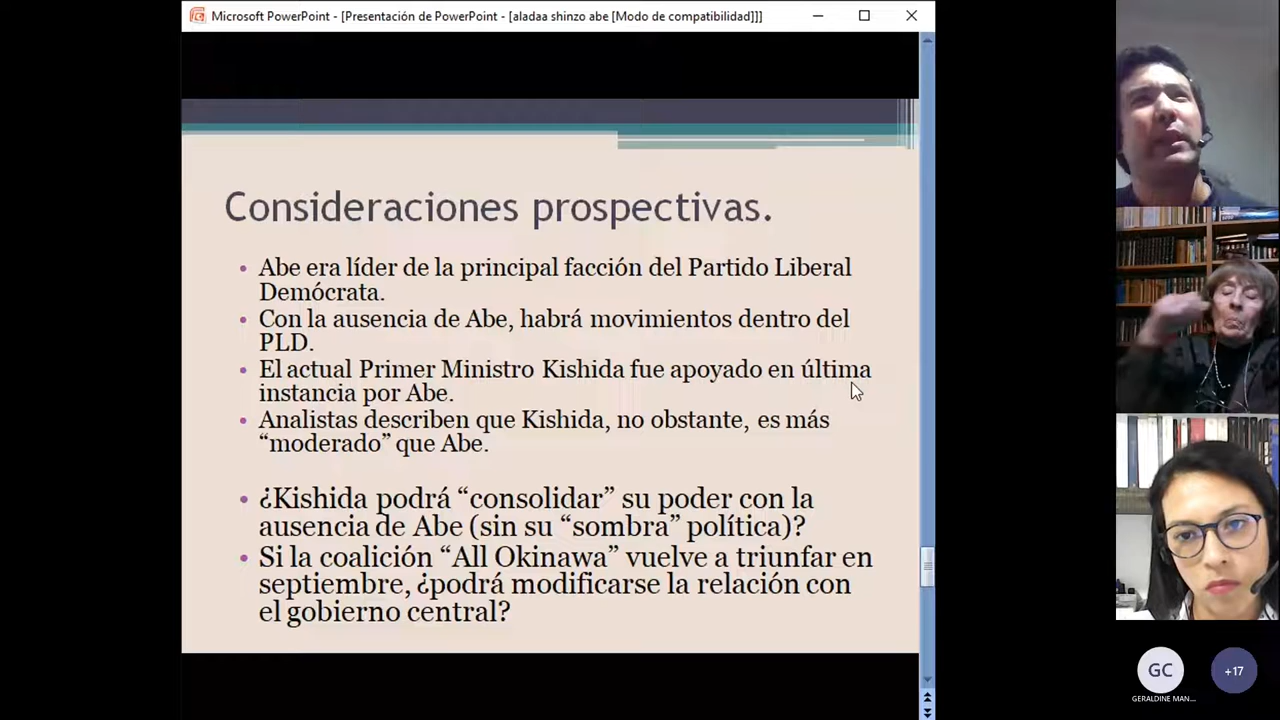 Microsoft PowerPoint - [Presentación de PowerPoint - [aladaa shinzo abe [Modo de compatibilidad]]]
Consideraciones prospectivas.
• Abe era líder de la principal facción del Partido Liberal
Demócrata.
• Con la ausencia de Abe, habrá movimientos dentro del
PLD.
• El actual Primer Ministro Kishida fue apoyado en última
instancia por Abe.
• Analistas describen que Kishida, no obstante, es más
“moderado” que Abe.
• ¿Kishida podrá “consolidar” su poder con la
ausencia de Abe (sin su “sombra” política)?
• Si la coalición “All Okinawa” vuelve a triunfar en
septiembre, ¿podrá modificarse la relación con
el gobierno central?
GC
+17
GERALDINE MAN...